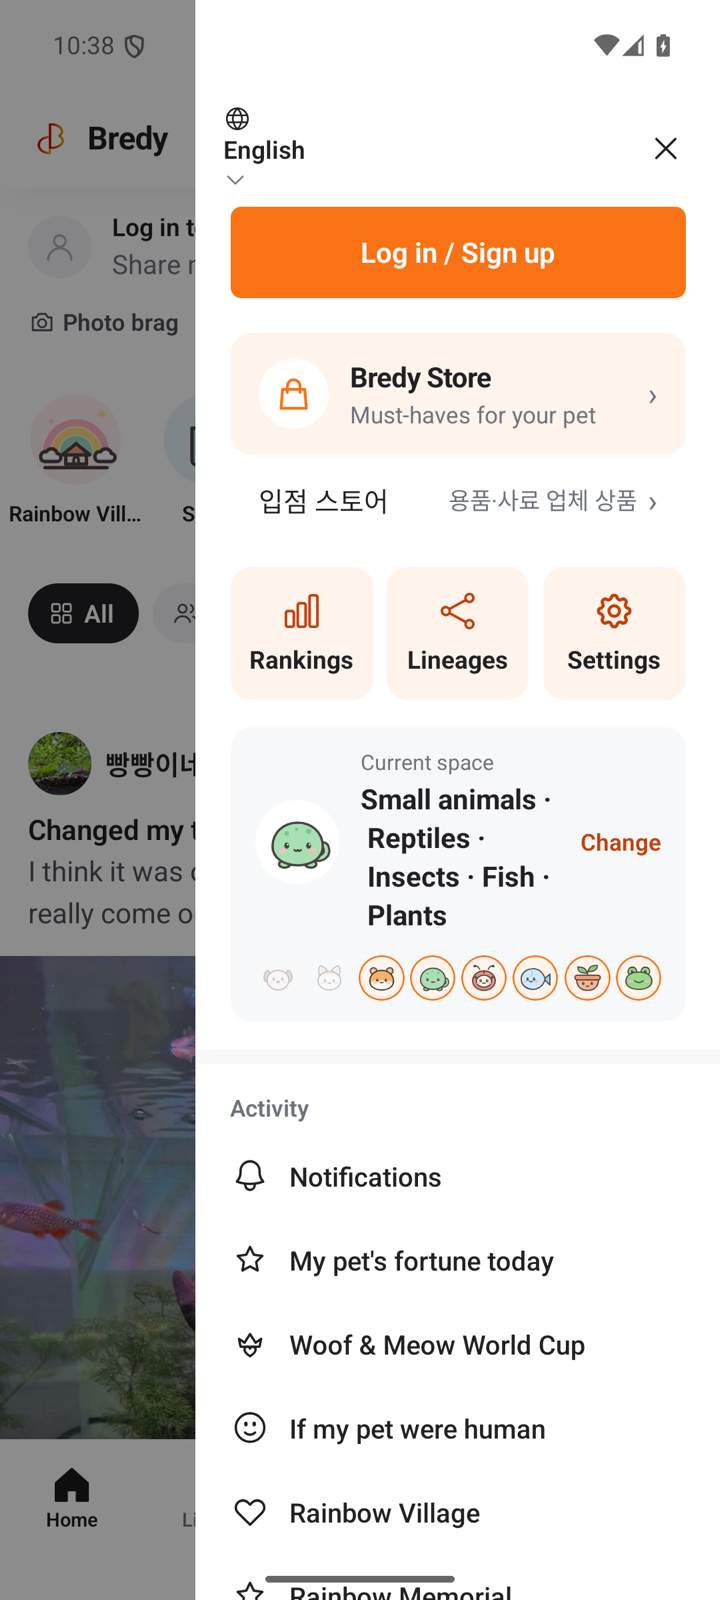 10:38
Bredy
Log in t
Share r
Photo brag
Rainbow Vill...
S
All
빵빵이네
Changed my t
I think it was
really come o
Home
Li
English
Log in / Sign up
Bredy Store
Must-haves for your pet
입점 스토어
용품·사료 업체 상품
Rankings
Lineages
Settings
Current space
Small animals ·
Reptiles ·
Insects · Fish ·
Plants
Change
Activity
Notifications
My pet's fortune today
Woof & Meow World Cup
If my pet were human
Rainbow Village
Rainbow Memorial